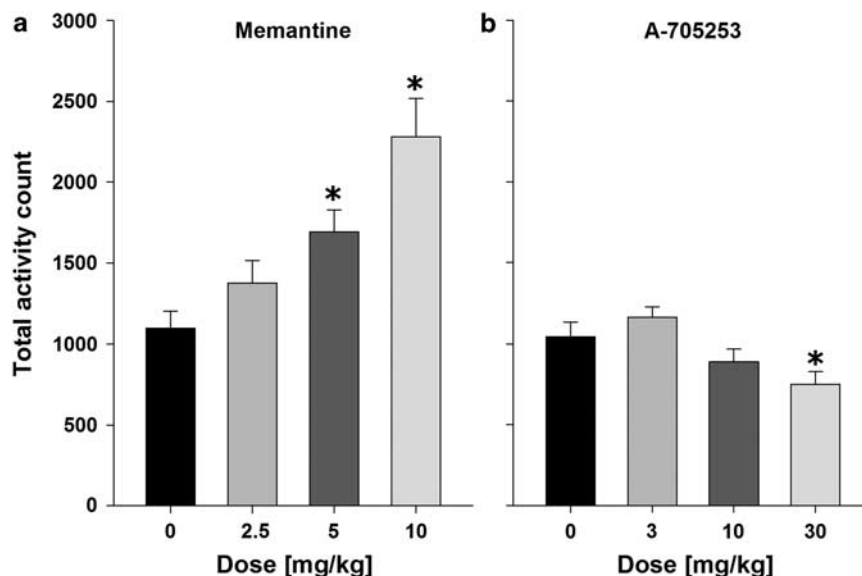 a
Memantine
b
A-705253
Total activity count
3000
2500
2000
1500
1000
500
0
*
*
*
0 2.5 5 10
0 3 10 30
Dose [mg/kg]
Dose [mg/kg]